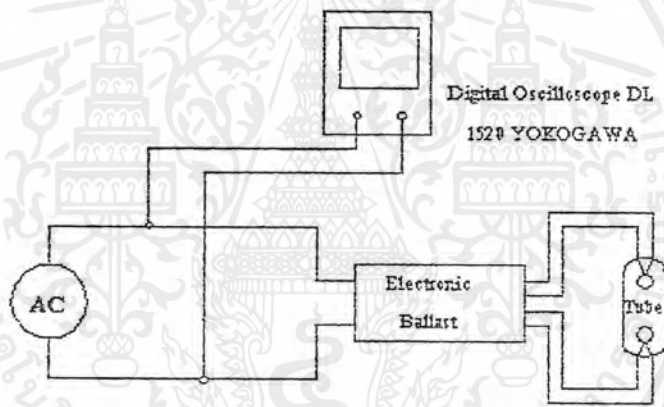 Digital Oscilloscope DL
1520 YOKOGAWA
AC
Electronic
Ballast
Tube